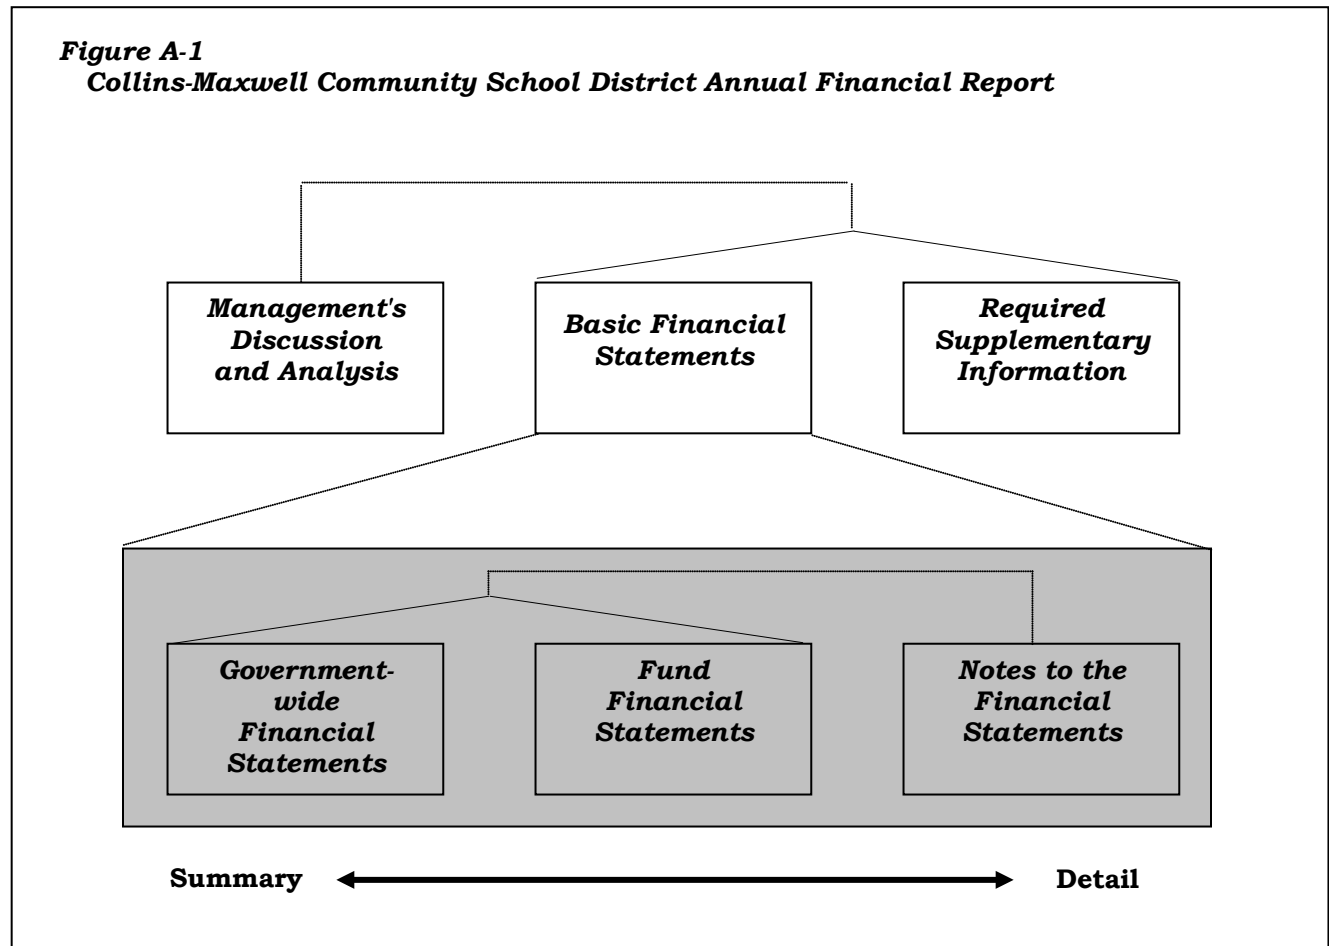 Figure A-1
Collins-Maxwell Community School District Annual Financial Report
Management's
Discussion
and Analysis
Basic Financial
Statements
Required
Supplementary
Information
Government-
wide
Financial
Statements
Fund
Financial
Statements
Notes to the
Financial
Statements
Summary
Detail